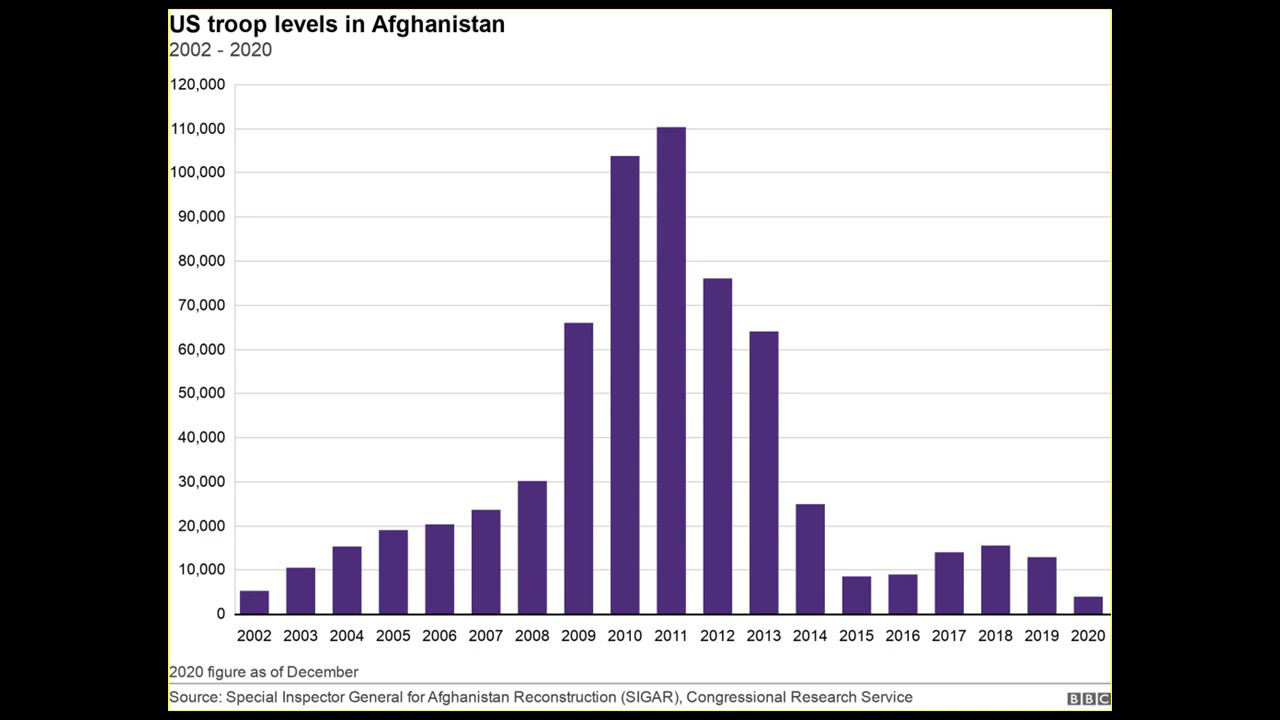 US troop levels in Afghanistan
2002 - 2020
120,000
110,000
100,000
90,000
80,000
70,000
60,000
50,000
40,000
30,000
20,000
10,000
0
2002 2003 2004 2005 2006 2007 2008 2009 2010 2011 2012 2013 2014 2015 2016 2017 2018 2019 2020
2020 figure as of December
Source: Special Inspector General for Afghanistan Reconstruction (SIGAR), Congressional Research Service
BBC